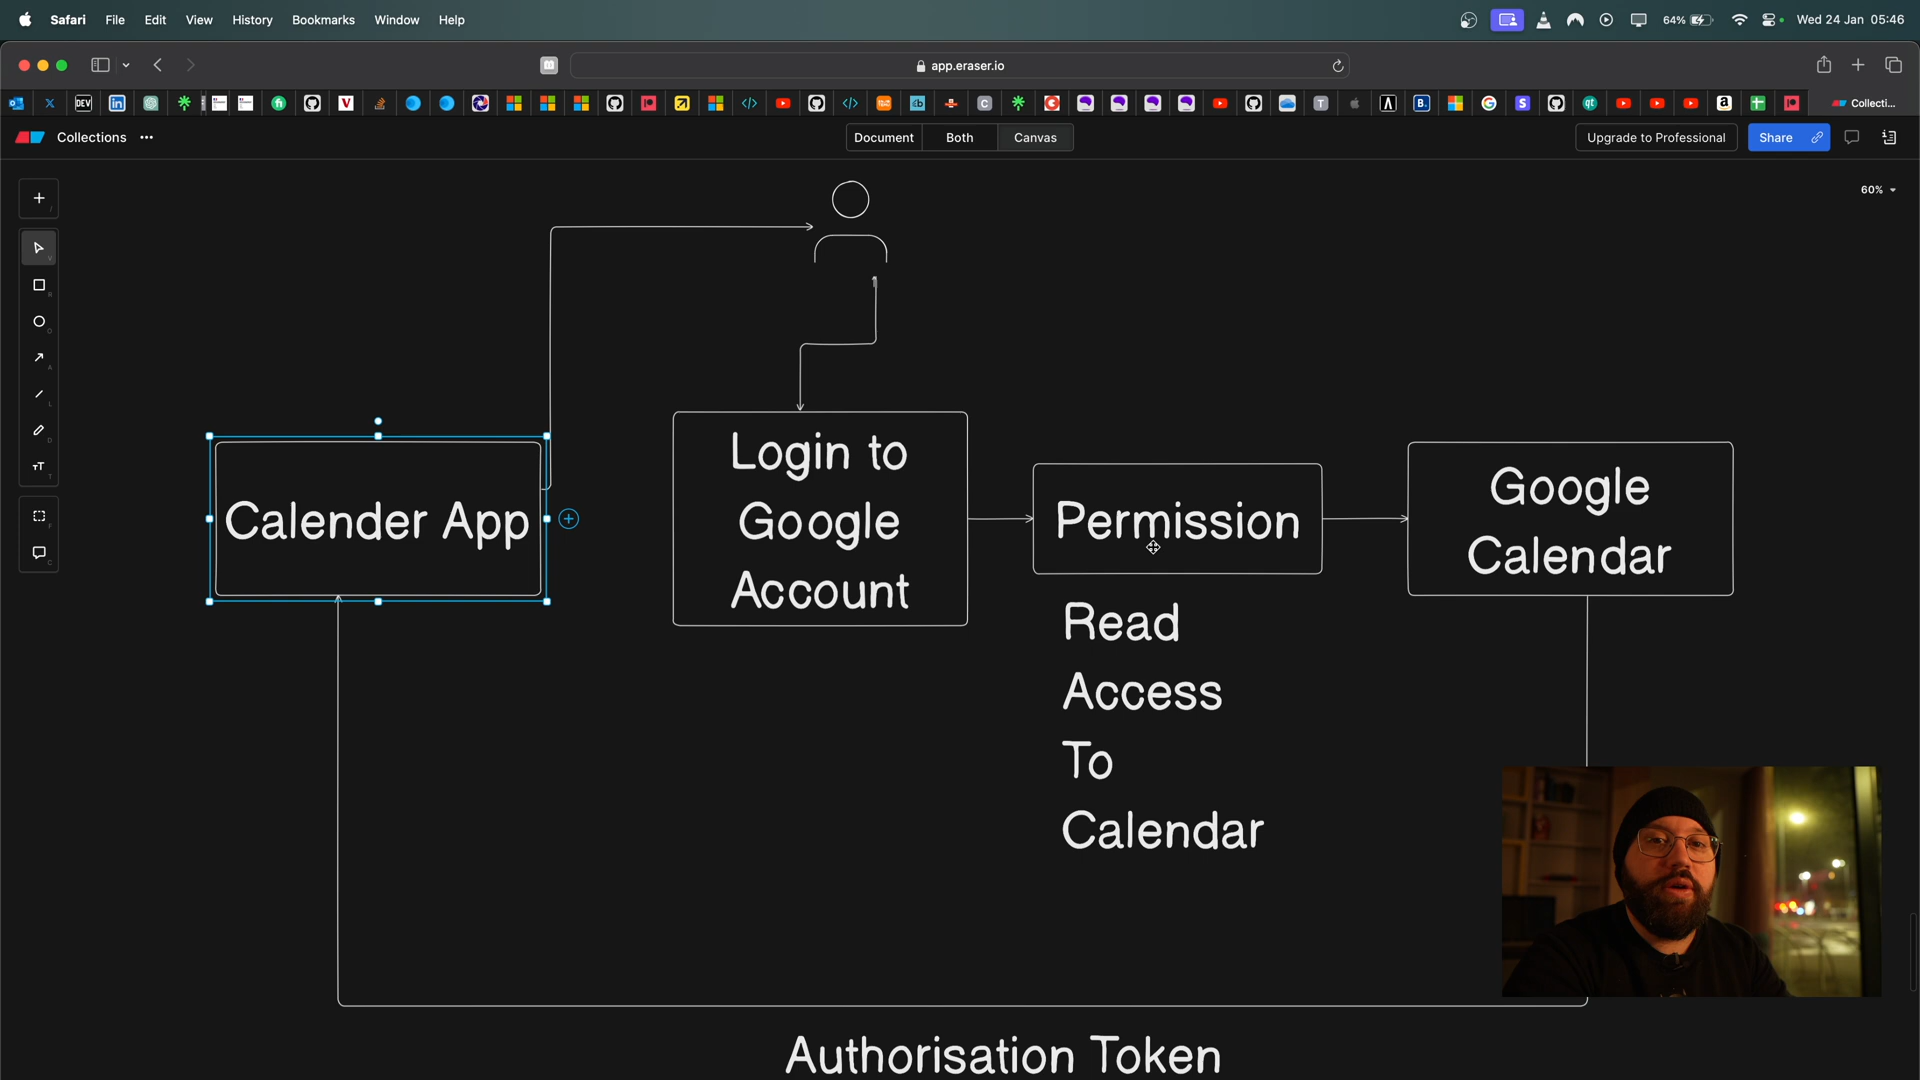 Safari File Edit View History Bookmarks Window Help
64% Wed 24 Jan 05:46
app.eraser.io
DEV
Collecti...
Collections
Document Both Canvas
Upgrade to Professional
Share
60%
Calender App
Login to
Google
Account
Permission
Google
Calendar
Read
Access
To
Calendar
Authorisation Token